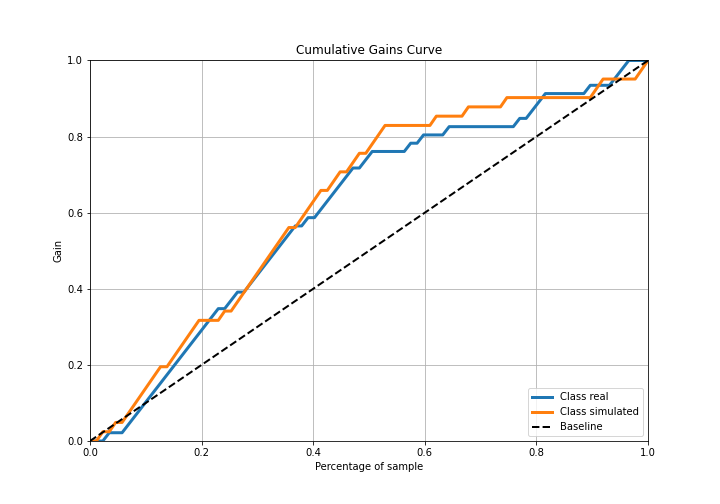 Cumulative Gains Curve
1.0
0.8
0.6
0.4
0.2
0.0
Gain
0.0 0.2 0.4 0.6 0.8 1.0
Percentage of sample
Class real
Class simulated
Baseline